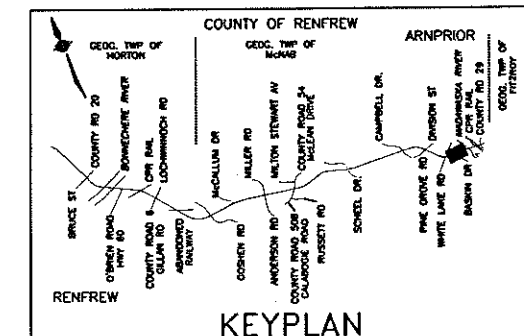 COUNTY OF RENFREW
GEOG. TWP OF
HORTON
GEOG. TWP OF
McNAB
ARNPRIOR
GEOG. TWP OF
FITZROY
BRUCE ST
COUNTY RD 20
BONNECHERE RIVER
O'BRIEN ROAD
HWY 60
CPR RAIL
COUNTY ROAD 6
GILLAN RD
LOCHWINNOCH RD
ABANDONED
RAILWAY
McCALLUM DR
GOSHEN RD
MILLER RD
ANDERSON RD
MILTON STEWART AV
COUNTY ROAD 54
McLEAN DRIVE
COUNTY ROAD 508
CALABOGIE ROAD
RUSSETT RD
SCHEEL DR.
CAMPBELL DR.
DIVISION ST
PINE GROVE RD
WHITE LAKE RD
MADAWASKA RIVER
CPR RAIL
COUNTY RD 29
BASKIN DR
RENFREW
KEYPLAN